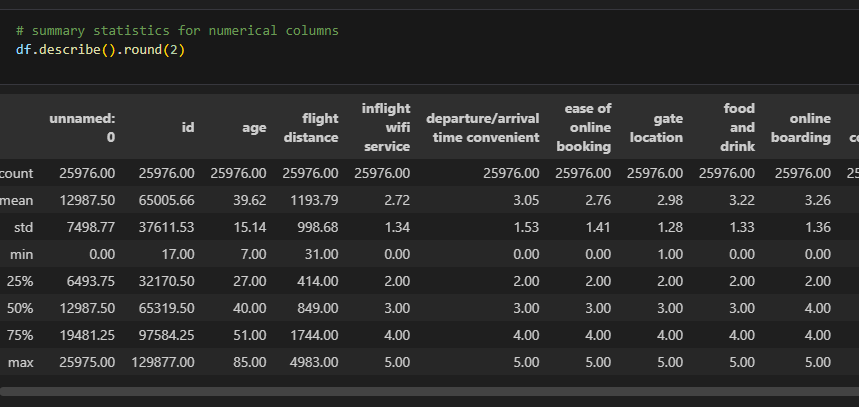 # summary statistics for numerical columns
df.describe().round(2)
unnamed: 0 id age flight distance inflight wifi service departure/arrival time convenient ease of online booking gate location food and drink online boarding
count 25976.00 25976.00 25976.00 25976.00 25976.00 25976.00 25976.00 25976.00 25976.00 25976.00
mean 12987.50 65005.66 39.62 1193.79 2.72 3.05 2.76 2.98 3.22 3.26
std 7498.77 37611.53 15.14 998.68 1.34 1.53 1.41 1.28 1.33 1.36
min 0.00 17.00 7.00 31.00 0.00 0.00 0.00 1.00 0.00 0.00
25% 6493.75 32170.50 27.00 414.00 2.00 2.00 2.00 2.00 2.00 2.00
50% 12987.50 65319.50 40.00 849.00 3.00 3.00 3.00 3.00 3.00 4.00
75% 19481.25 97584.25 51.00 1744.00 4.00 4.00 4.00 4.00 4.00 4.00
max 25975.00 129877.00 85.00 4983.00 5.00 5.00 5.00 5.00 5.00 5.00